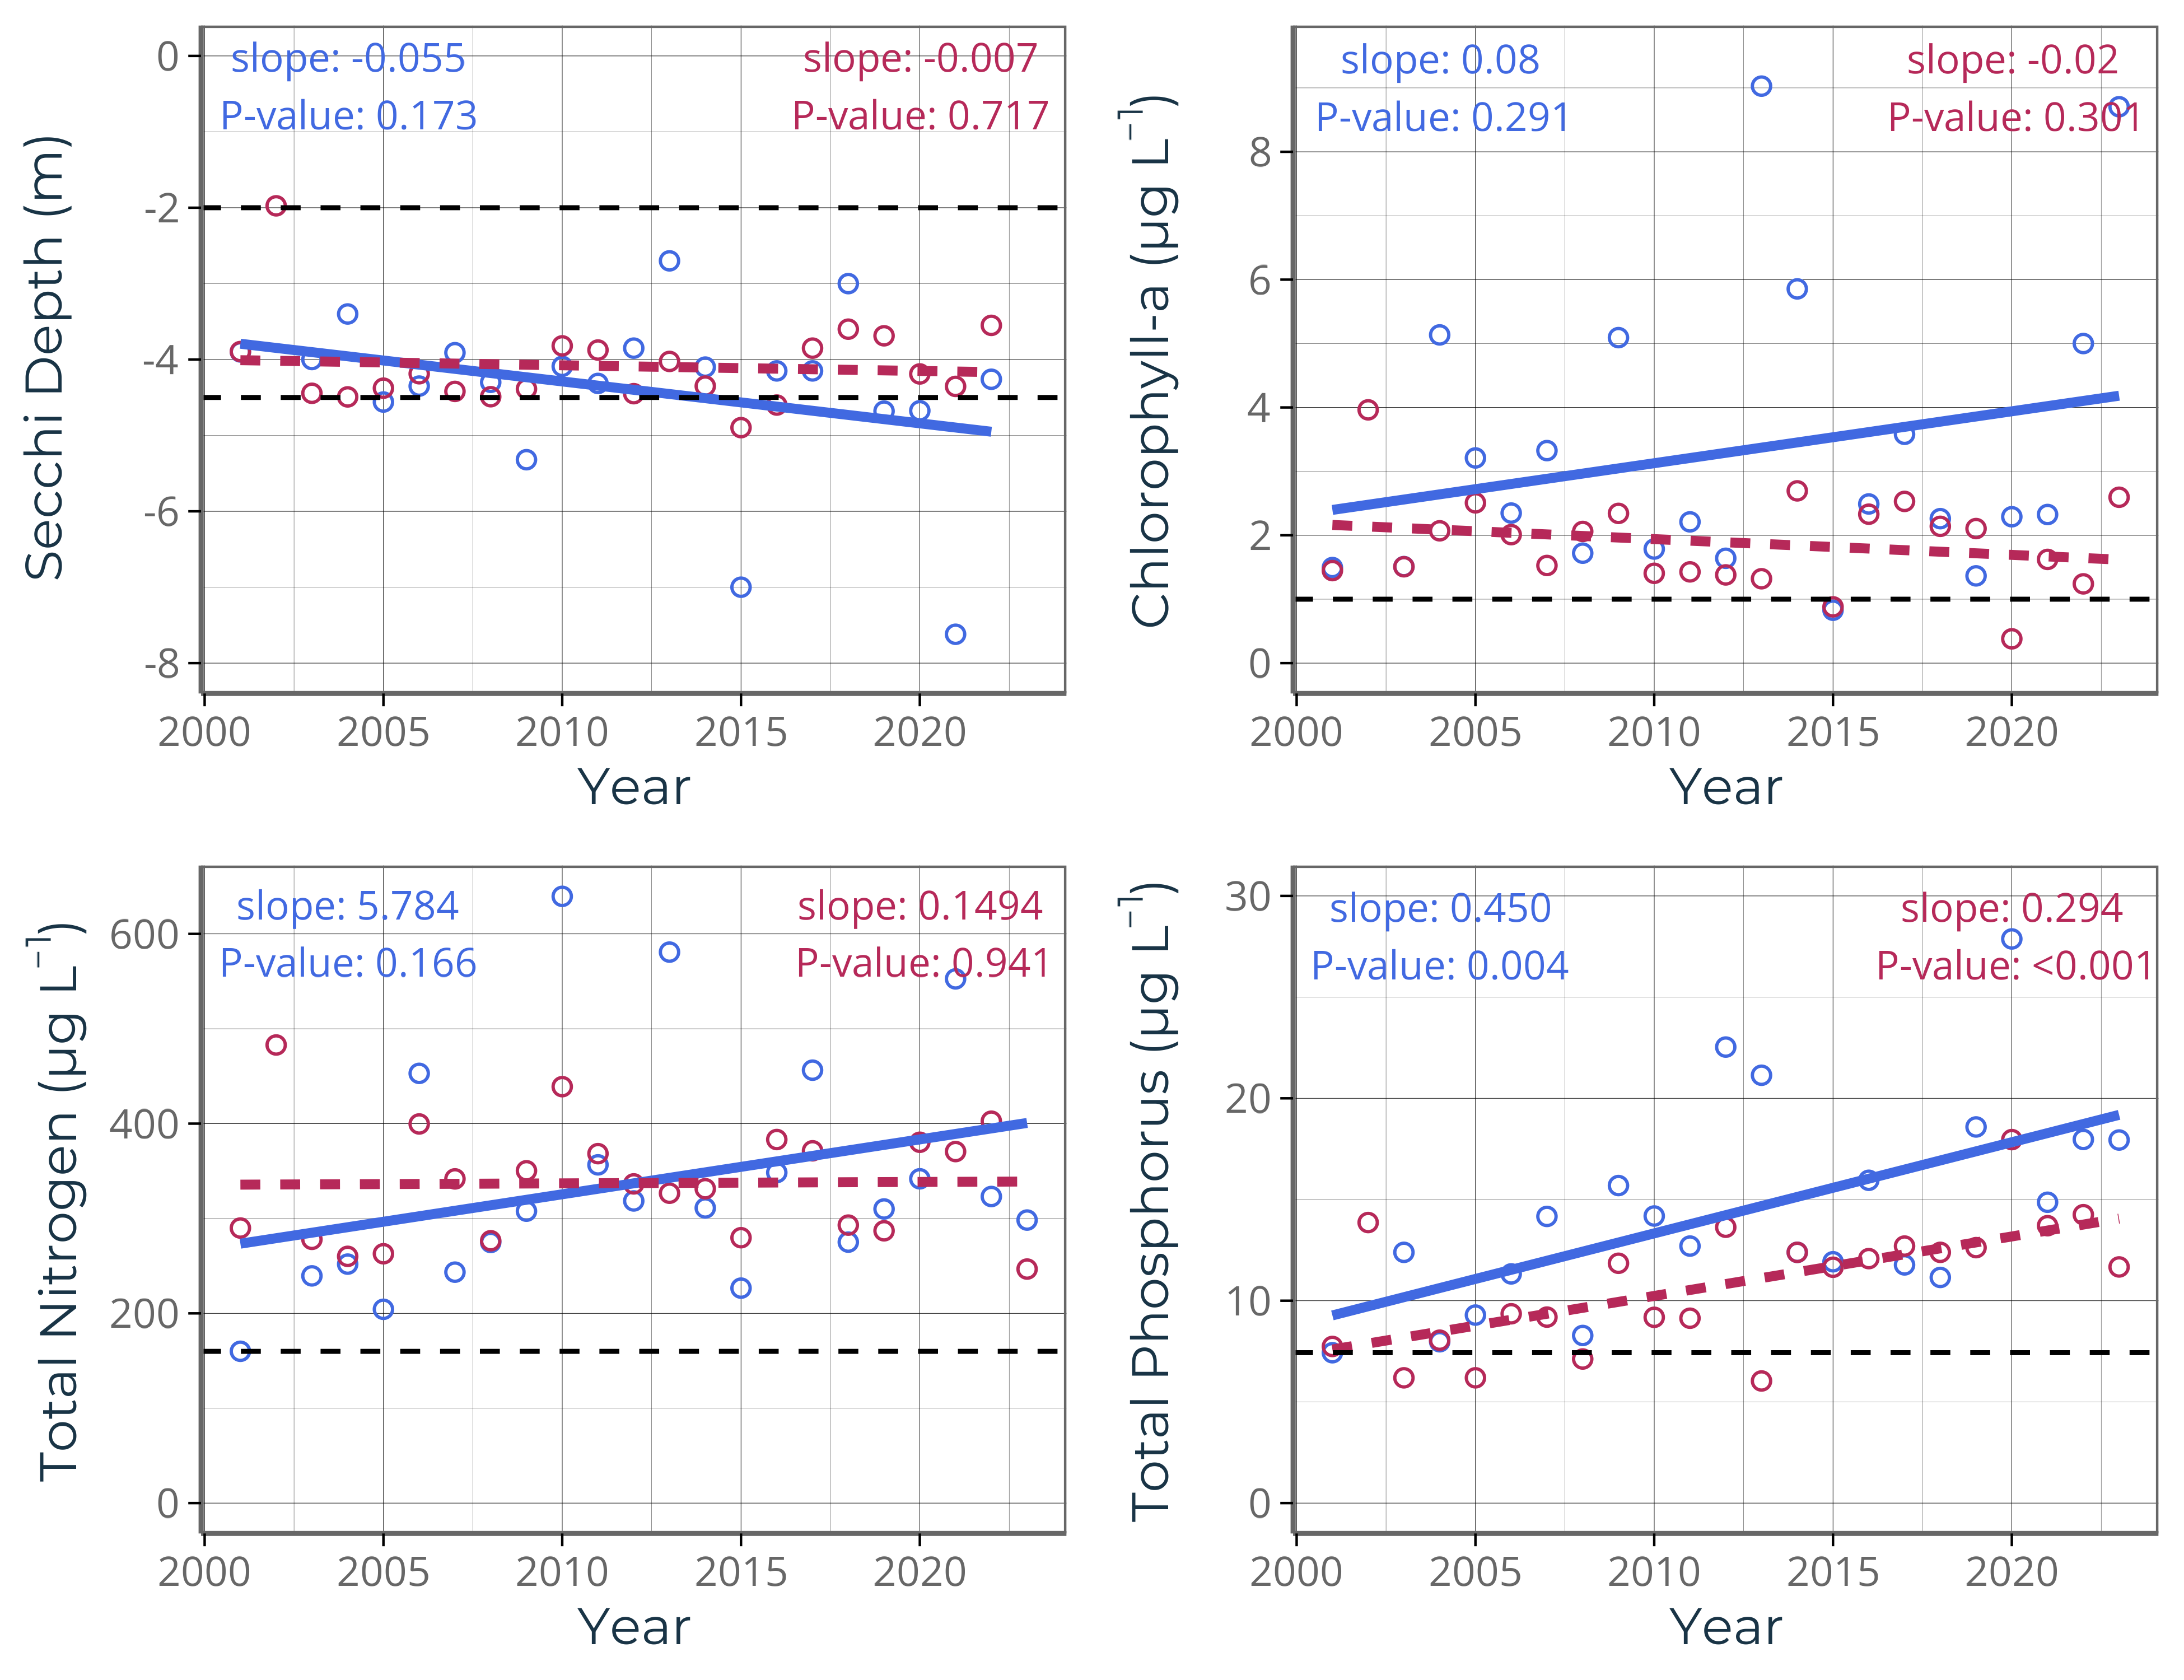 slope: -0.055
P-value: 0.173
slope: -0.007
P-value: 0.717
Secchi Depth (m)
0
-2
-4
-6
-8
2000 2005 2010 2015 2020
Year
slope: 0.08
P-value: 0.291
slope: -0.02
P-value: 0.301
Chlorophyll-a (µg L⁻¹)
8
6
4
2
0
2000 2005 2010 2015 2020
Year
slope: 5.784
P-value: 0.166
slope: 0.1494
P-value: 0.941
Total Nitrogen (µg L⁻¹)
600
400
200
0
2000 2005 2010 2015 2020
Year
slope: 0.450
P-value: 0.004
slope: 0.294
P-value: <0.001
Total Phosphorus (µg L⁻¹)
30
20
10
0
2000 2005 2010 2015 2020
Year